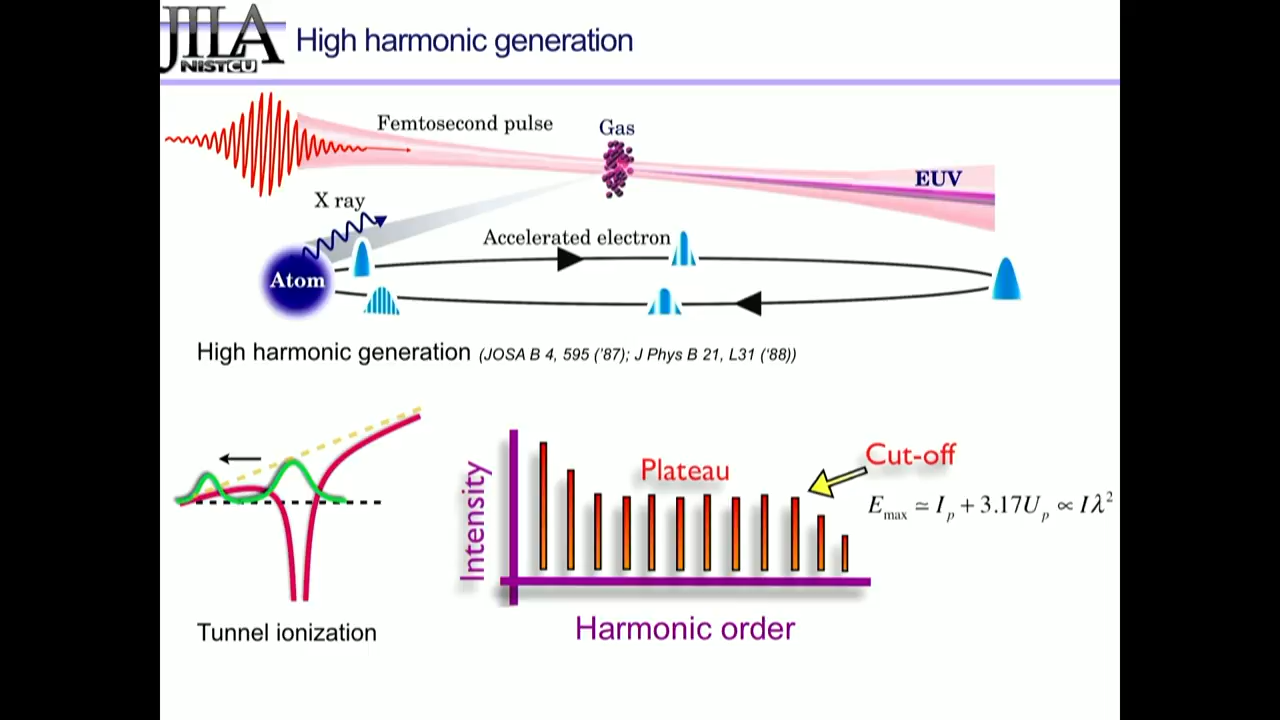 JILA
NIST CU
High harmonic generation
Femtosecond pulse
Gas
EUV
X ray
Accelerated electron
Atom
High harmonic generation (JOSA B 4, 595 ('87); J Phys B 21, L31 ('88))
Cut-off
Plateau
Intensity
E_max ≃ I_p + 3.17U_p ∝ Iλ²
Tunnel ionization
Harmonic order